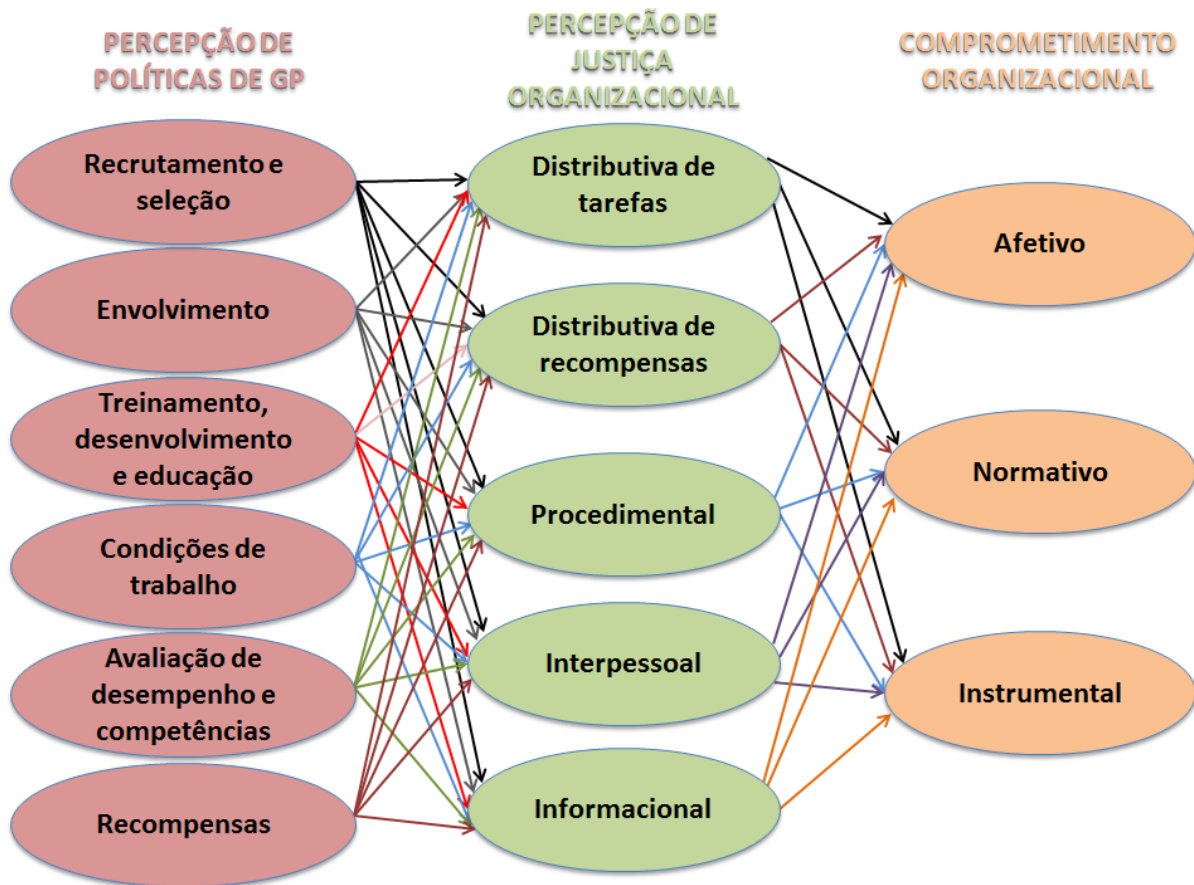 PERCEPÇÃO DE
POLÍTICAS DE GP
Recrutamento e
seleção
Envolvimento
Treinamento,
desenvolvimento
e educação
Condições de
trabalho
Avaliação de
desempenho e
competências
Recompensas
PERCEPÇÃO DE
JUSTIÇA
ORGANIZACIONAL
Distributiva de
tarefas
Distributiva de
recompensas
Procedimental
Interpessoal
Informacional
COMPROMETIMENTO
ORGANIZACIONAL
Afetivo
Normativo
Instrumental